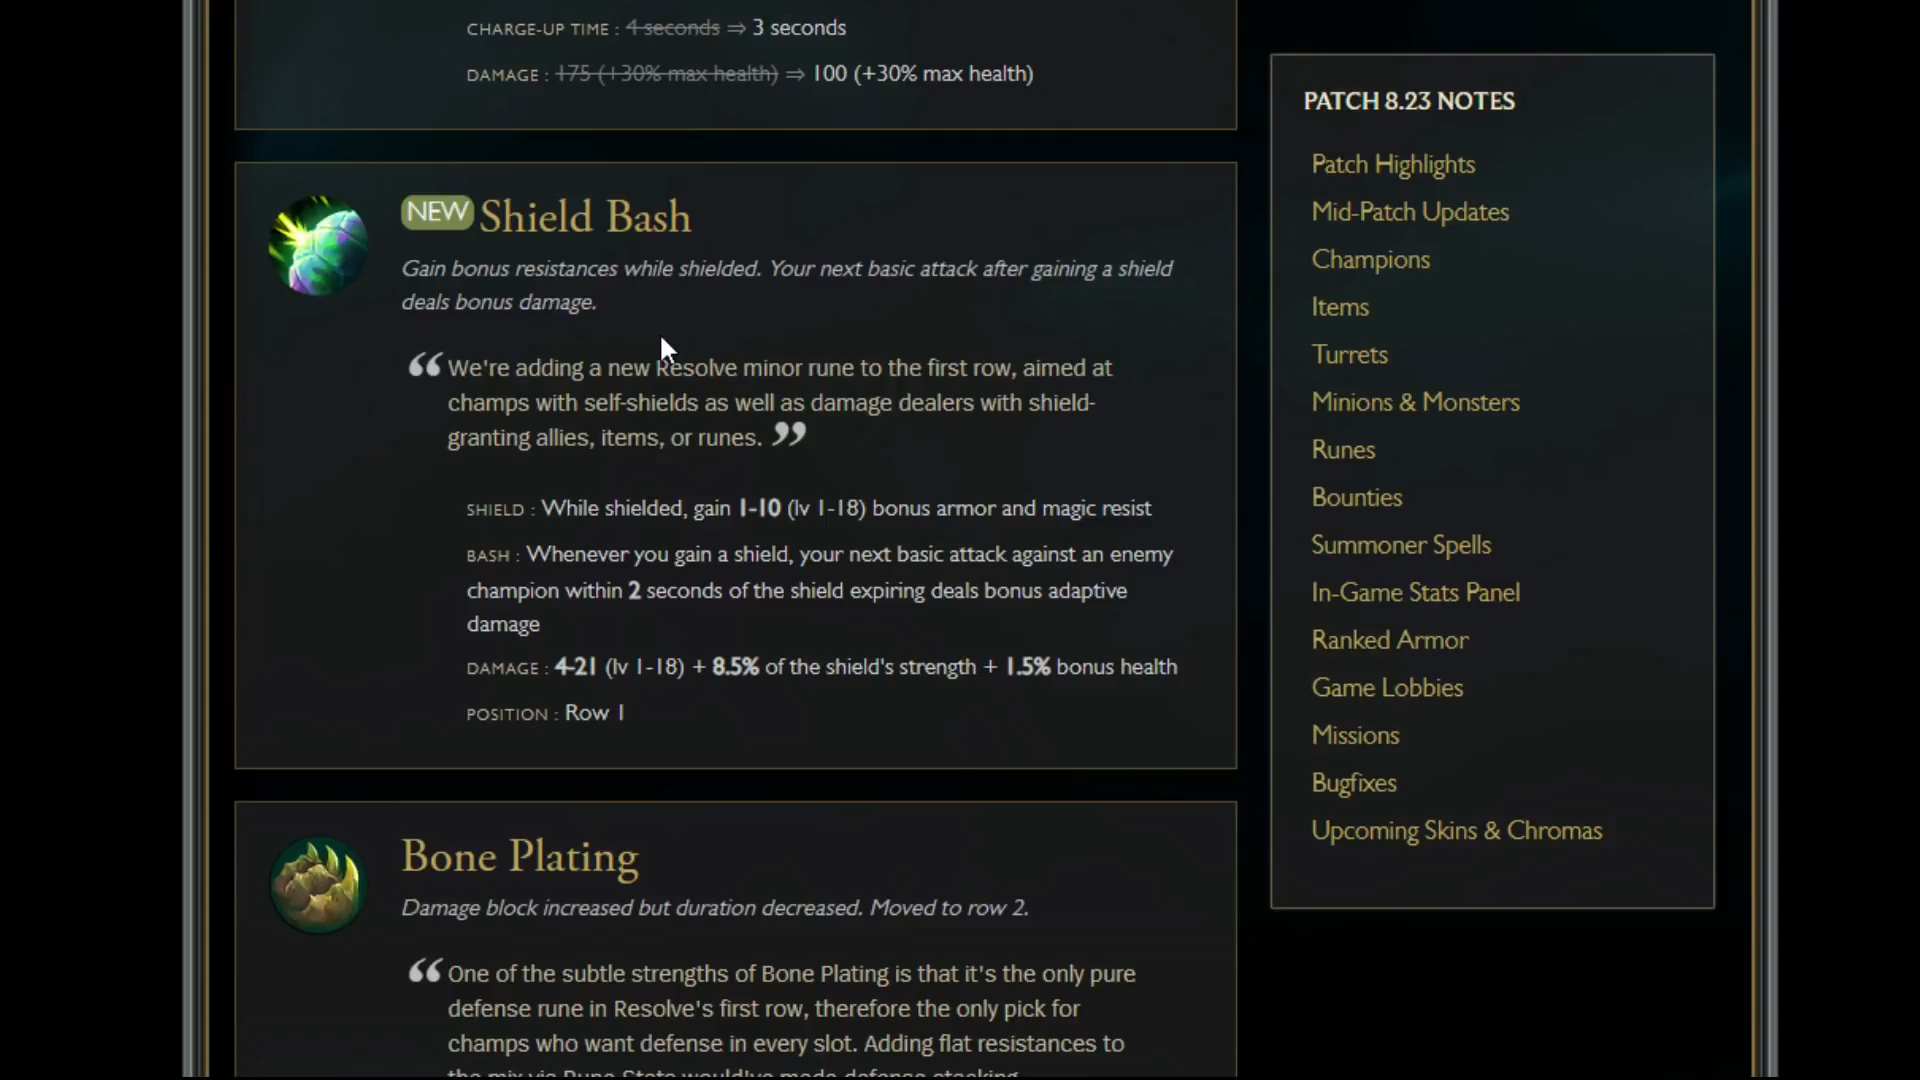 CHARGE-UP TIME : 4 seconds ⇒ 3 seconds
DAMAGE : 175 (+30% max health) ⇒ 100 (+30% max health)
NEW Shield Bash
Gain bonus resistances while shielded. Your next basic attack after gaining a shield
deals bonus damage.
“We're adding a new Resolve minor rune to the first row, aimed at
champs with self-shields as well as damage dealers with shield-
granting allies, items, or runes. ”
SHIELD : While shielded, gain 1-10 (lv 1-18) bonus armor and magic resist
BASH : Whenever you gain a shield, your next basic attack against an enemy
champion within 2 seconds of the shield expiring deals bonus adaptive
damage
DAMAGE : 4-21 (lv 1-18) + 8.5% of the shield's strength + 1.5% bonus health
POSITION : Row 1
Bone Plating
Damage block increased but duration decreased. Moved to row 2.
“One of the subtle strengths of Bone Plating is that it's the only pure
defense rune in Resolve's first row, therefore the only pick for
champs who want defense in every slot. Adding flat resistances to
the mix via Rune Stats would've made defense stacking
PATCH 8.23 NOTES
Patch Highlights
Mid-Patch Updates
Champions
Items
Turrets
Minions & Monsters
Runes
Bounties
Summoner Spells
In-Game Stats Panel
Ranked Armor
Game Lobbies
Missions
Bugfixes
Upcoming Skins & Chromas